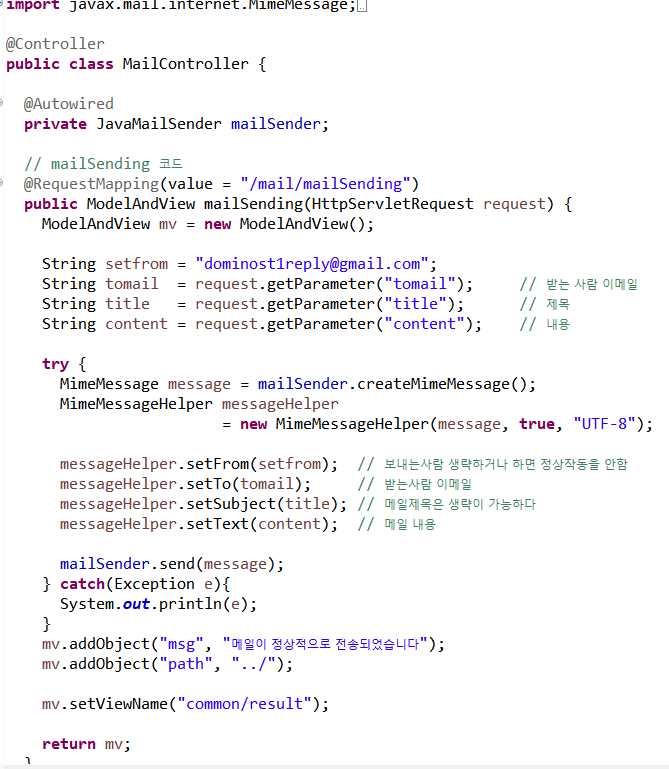 import javax.mail.internet.MimeMessage;
@Controller
public class MailController {
@Autowired
private JavaMailSender mailSender;
// mailSending 코드
@RequestMapping(value = "/mail/mailSending")
public ModelAndView mailSending(HttpServletRequest request) {
ModelAndView mv = new ModelAndView();
String setfrom = "dominost1reply@gmail.com";
String tomail  = request.getParameter("tomail");     // 받는 사람 이메일
String title   = request.getParameter("title");      // 제목
String content = request.getParameter("content");    // 내용
try {
MimeMessage message = mailSender.createMimeMessage();
MimeMessageHelper messageHelper
= new MimeMessageHelper(message, true, "UTF-8");
messageHelper.setFrom(setfrom);  // 보내는사람 생략하거나 하면 정상작동을 안함
messageHelper.setTo(tomail);     // 받는사람 이메일
messageHelper.setSubject(title); // 메일제목은 생략이 가능하다
messageHelper.setText(content);  // 메일 내용
mailSender.send(message);
} catch(Exception e){
System.out.println(e);
}
mv.addObject("msg", "메일이 정상적으로 전송되었습니다");
mv.addObject("path", "../");
mv.setViewName("common/result");
return mv;
}